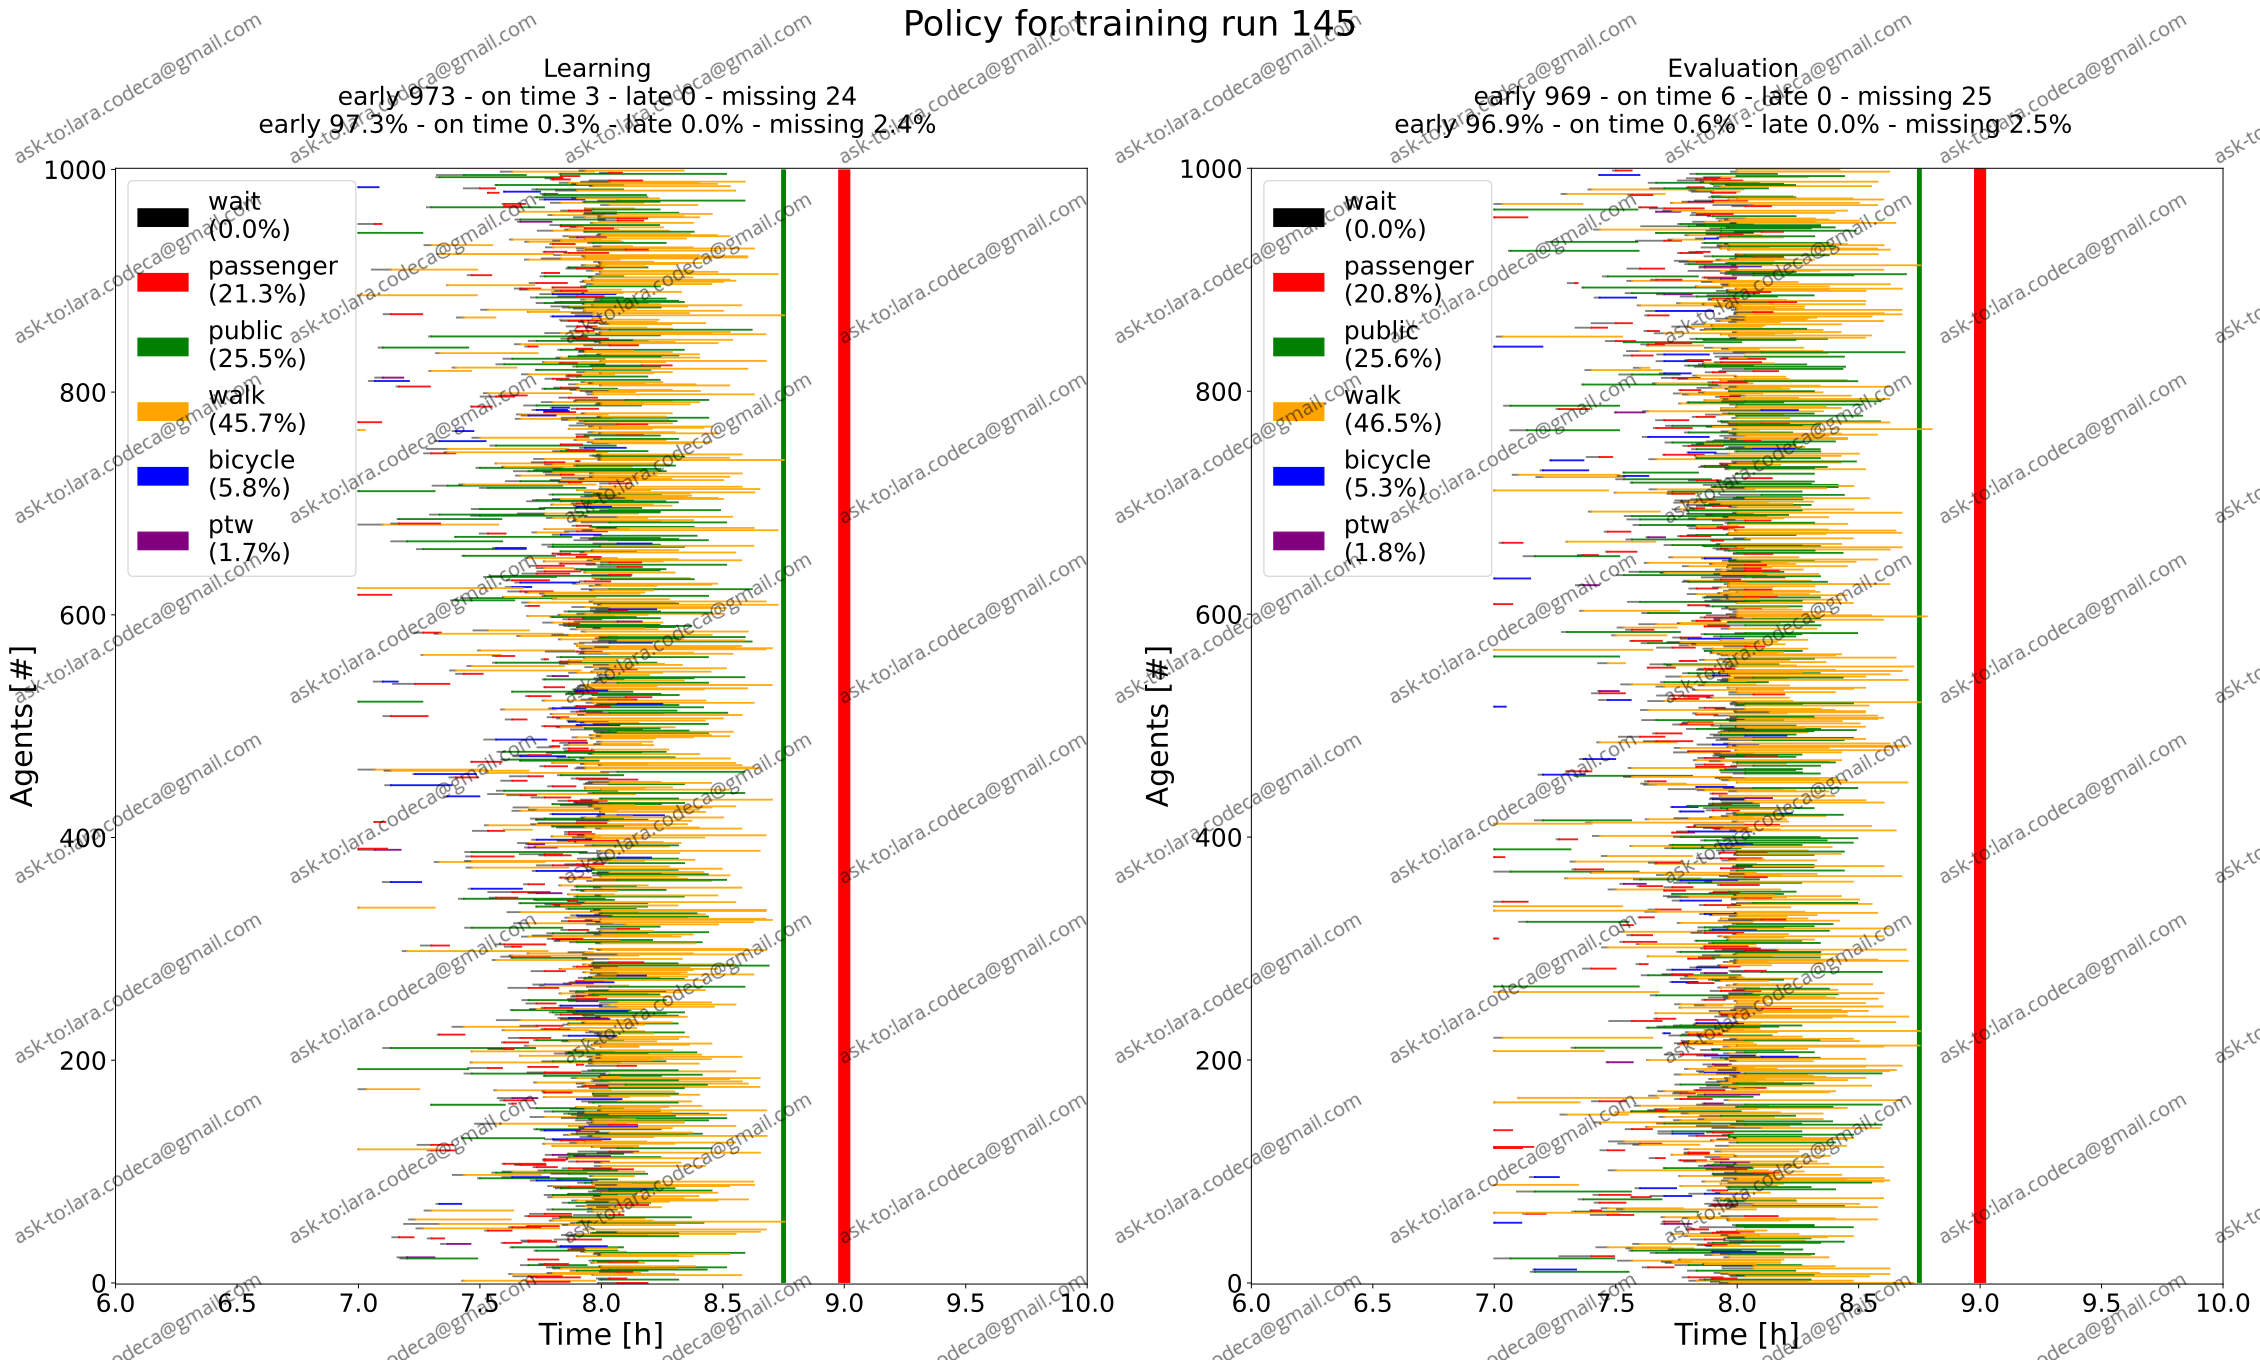 Policy for training run 145
Learning
early 973 - on time 3 - late 0 - missing 24
early 97.3% - on time 0.3% - late 0.0% - missing 2.4%
1000
800
600
400
200
0
Agents [#]
wait
(0.0%)
passenger
(21.3%)
public
(25.5%)
walk
(45.7%)
bicycle
(5.8%)
ptw
(1.7%)
6.0 6.5 7.0 7.5 8.0 8.5 9.0 9.5 10.0
Time [h]
Evaluation
early 969 - on time 6 - late 0 - missing 25
early 96.9% - on time 0.6% - late 0.0% - missing 2.5%
1000
800
600
400
200
0
Agents [#]
wait
(0.0%)
passenger
(20.8%)
public
(25.6%)
walk
(46.5%)
bicycle
(5.3%)
ptw
(1.8%)
6.0 6.5 7.0 7.5 8.0 8.5 9.0 9.5 10.0
Time [h]
ask-to:lara.codeca@gmail.com